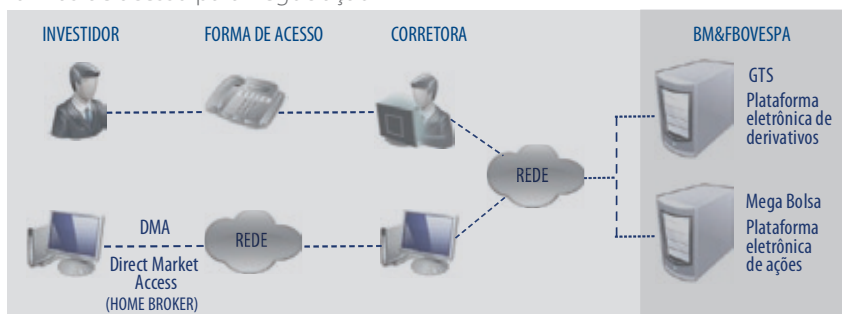 INVESTIDOR
FORMA DE ACESSO
CORRETORA
BM&FBOVESPA
GTS
Plataforma
eletrônica de
derivativos
REDE
DMA
Direct Market
Access
(HOME BROKER)
REDE
Mega Bolsa
Plataforma
eletrônica
de ações